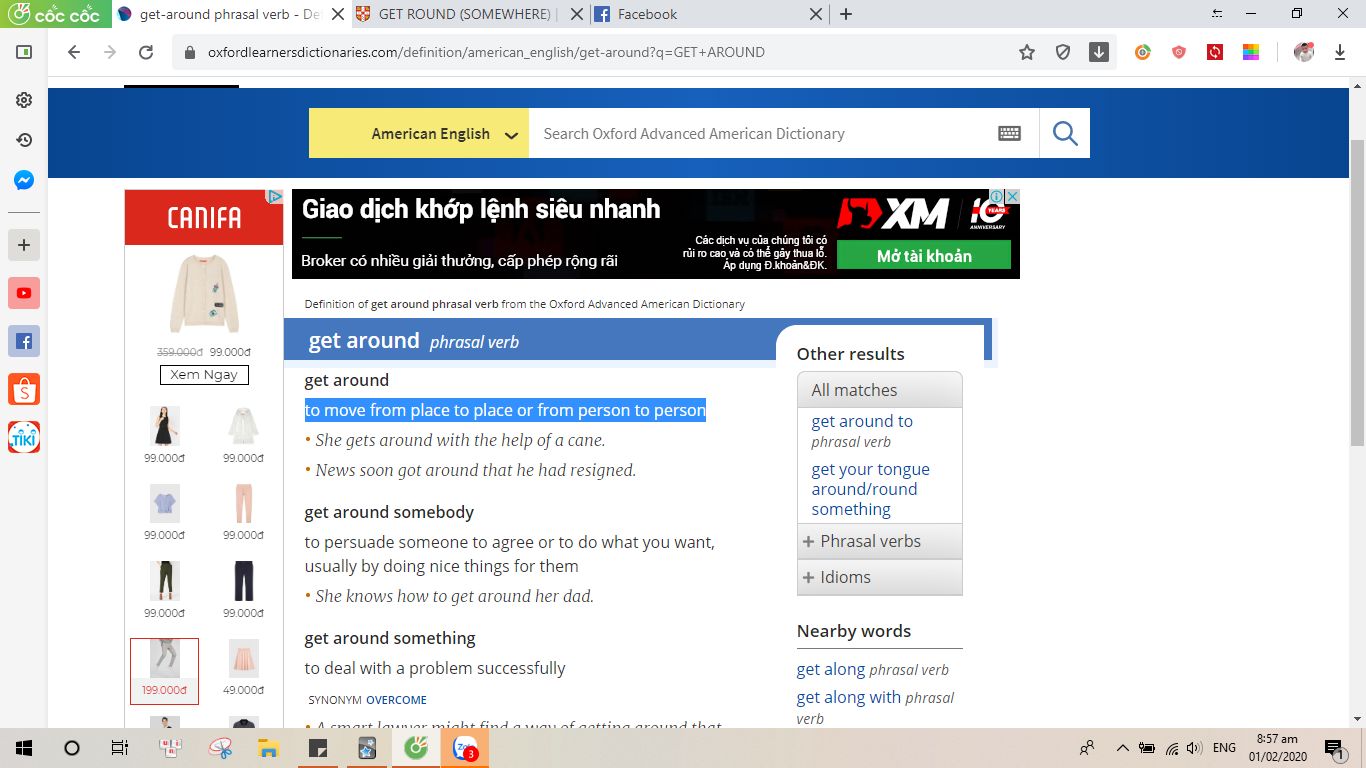 cốc cốc
get-around phrasal verb - De
GET ROUND (SOMEWHERE) |
Facebook
oxfordlearnersdictionaries.com/definition/american_english/get-around?q=GET+AROUND
American English
Search Oxford Advanced American Dictionary
CANIFA
359.000đ 99.000đ
Xem Ngay
99.000đ 99.000đ
99.000đ 99.000đ
99.000đ 99.000đ
199.000đ 49.000đ
Giao dịch khớp lệnh siêu nhanh
Broker có nhiều giải thưởng, cấp phép rộng rãi
Các dịch vụ của chúng tôi có
rủi ro cao và có thể gây thua lỗ.
Áp dụng Đ.khoản&ĐK.
XM
10 YEARS
ANNIVERSARY
Mở tài khoản
Definition of get around phrasal verb from the Oxford Advanced American Dictionary
get around phrasal verb
get around
to move from place to place or from person to person
• She gets around with the help of a cane.
• News soon got around that he had resigned.
get around somebody
to persuade someone to agree or to do what you want,
usually by doing nice things for them
• She knows how to get around her dad.
get around something
to deal with a problem successfully
SYNONYM OVERCOME
• A smart lawyer might find a way of getting around that
Other results
All matches
get around to
phrasal verb
get your tongue
around/round
something
+ Phrasal verbs
+ Idioms
Nearby words
get along phrasal verb
get along with phrasal
verb
TIKI
Zalo
3
ENG
8:57 am
01/02/2020
1